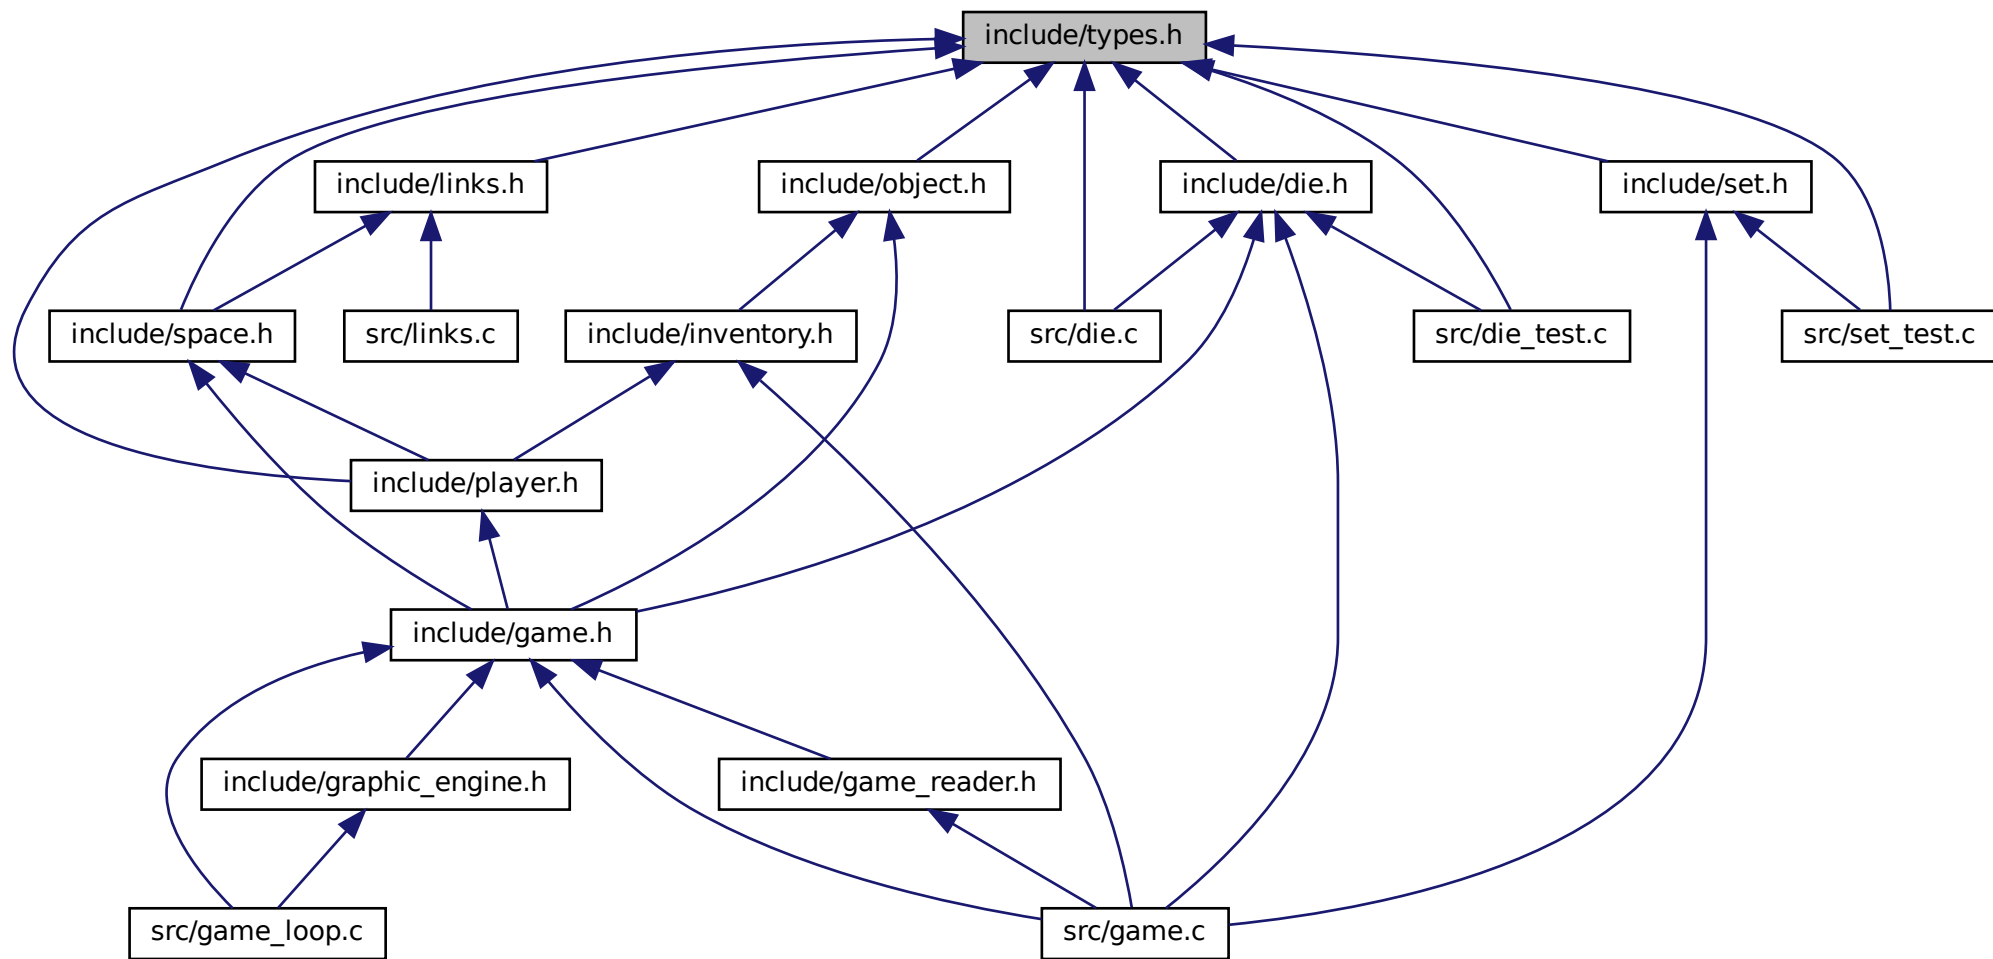 include/types.h
include/links.h
include/object.h
include/die.h
include/set.h
include/space.h
src/links.c
include/inventory.h
src/die.c
src/die_test.c
src/set_test.c
include/player.h
include/game.h
include/graphic_engine.h
include/game_reader.h
src/game_loop.c
src/game.c